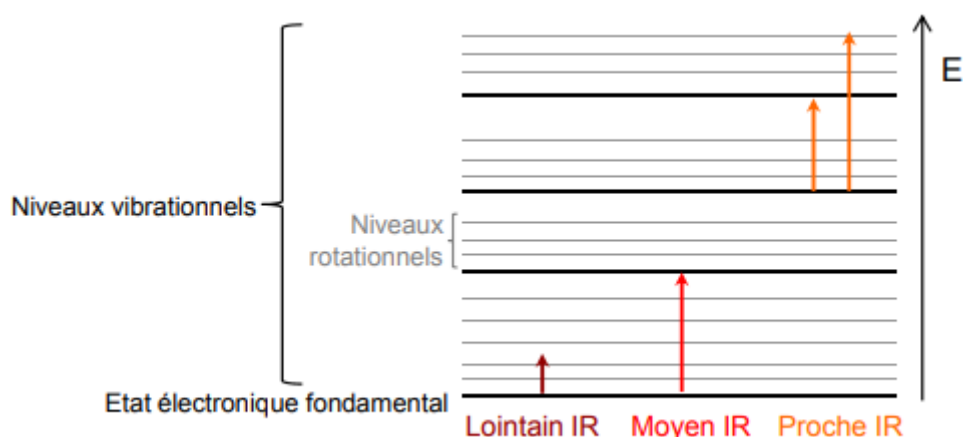 E
Niveaux vibrationnels
Niveaux
rotationnels
Etat électronique fondamental
Lointain IR
Moyen IR
Proche IR